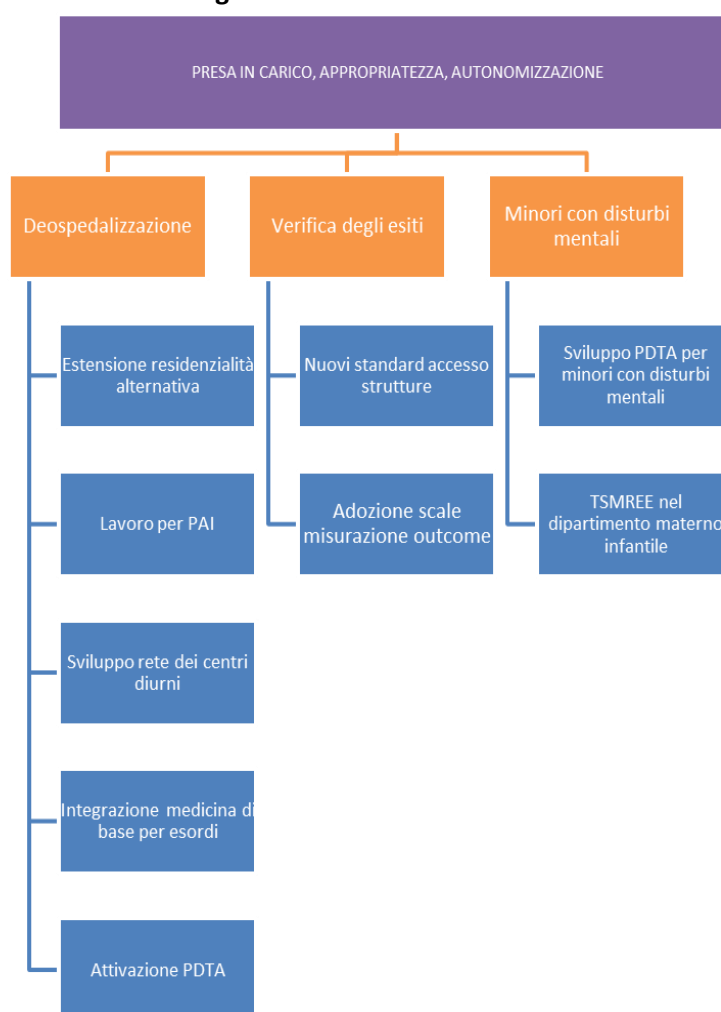 PRESA IN CARICO, APPROPRIATEZZA, AUTONOMIZZAZIONE
Deospedalizzazione
Verifica degli esiti
Minori con disturbi
mentali
Estensione residenzialità
alternativa
Nuovi standard accesso
strutture
Sviluppo PDTA per
minori con disturbi
mentali
Lavoro per PAI
Adozione scale
misurazione outcome
TSMREE nel
dipartimento materno
infantile
Sviluppo rete dei centri
diurni
Integrazione medicina di
base per esordi
Attivazione PDTA